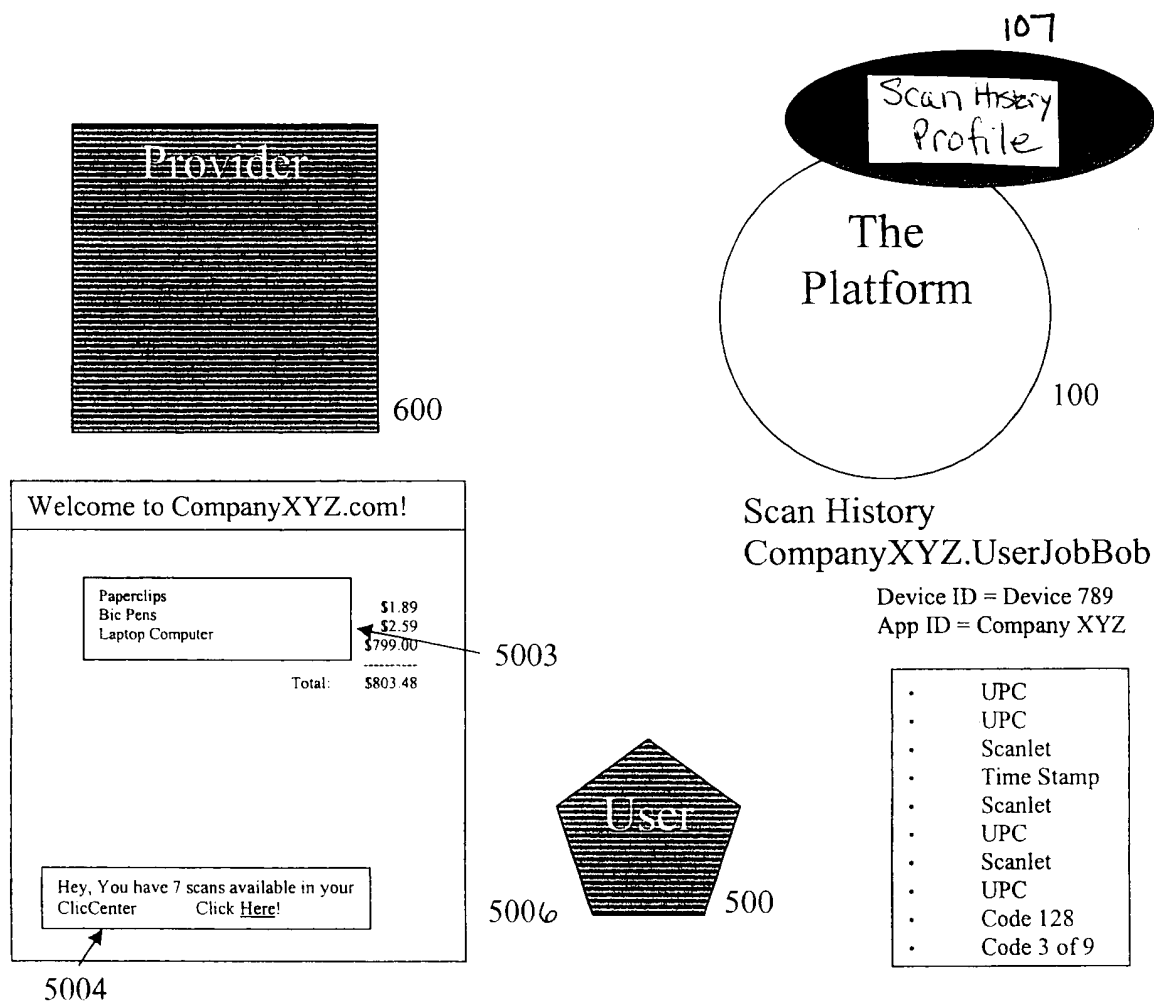 107
Scan History
Profile
Provider
The
Platform
600
100
Welcome to CompanyXYZ.com!
Paperclips
Bic Pens
Laptop Computer
$1.89
$2.59
$799.00
----------
Total: $803.48
5003
Hey, You have 7 scans available in your
ClicCenter Click Here!
5004
5006
User
500
Scan History
CompanyXYZ.UserJobBob
Device ID = Device 789
App ID = Company XYZ
· UPC
· UPC
· Scanlet
· Time Stamp
· Scanlet
· UPC
· Scanlet
· UPC
· Code 128
· Code 3 of 9